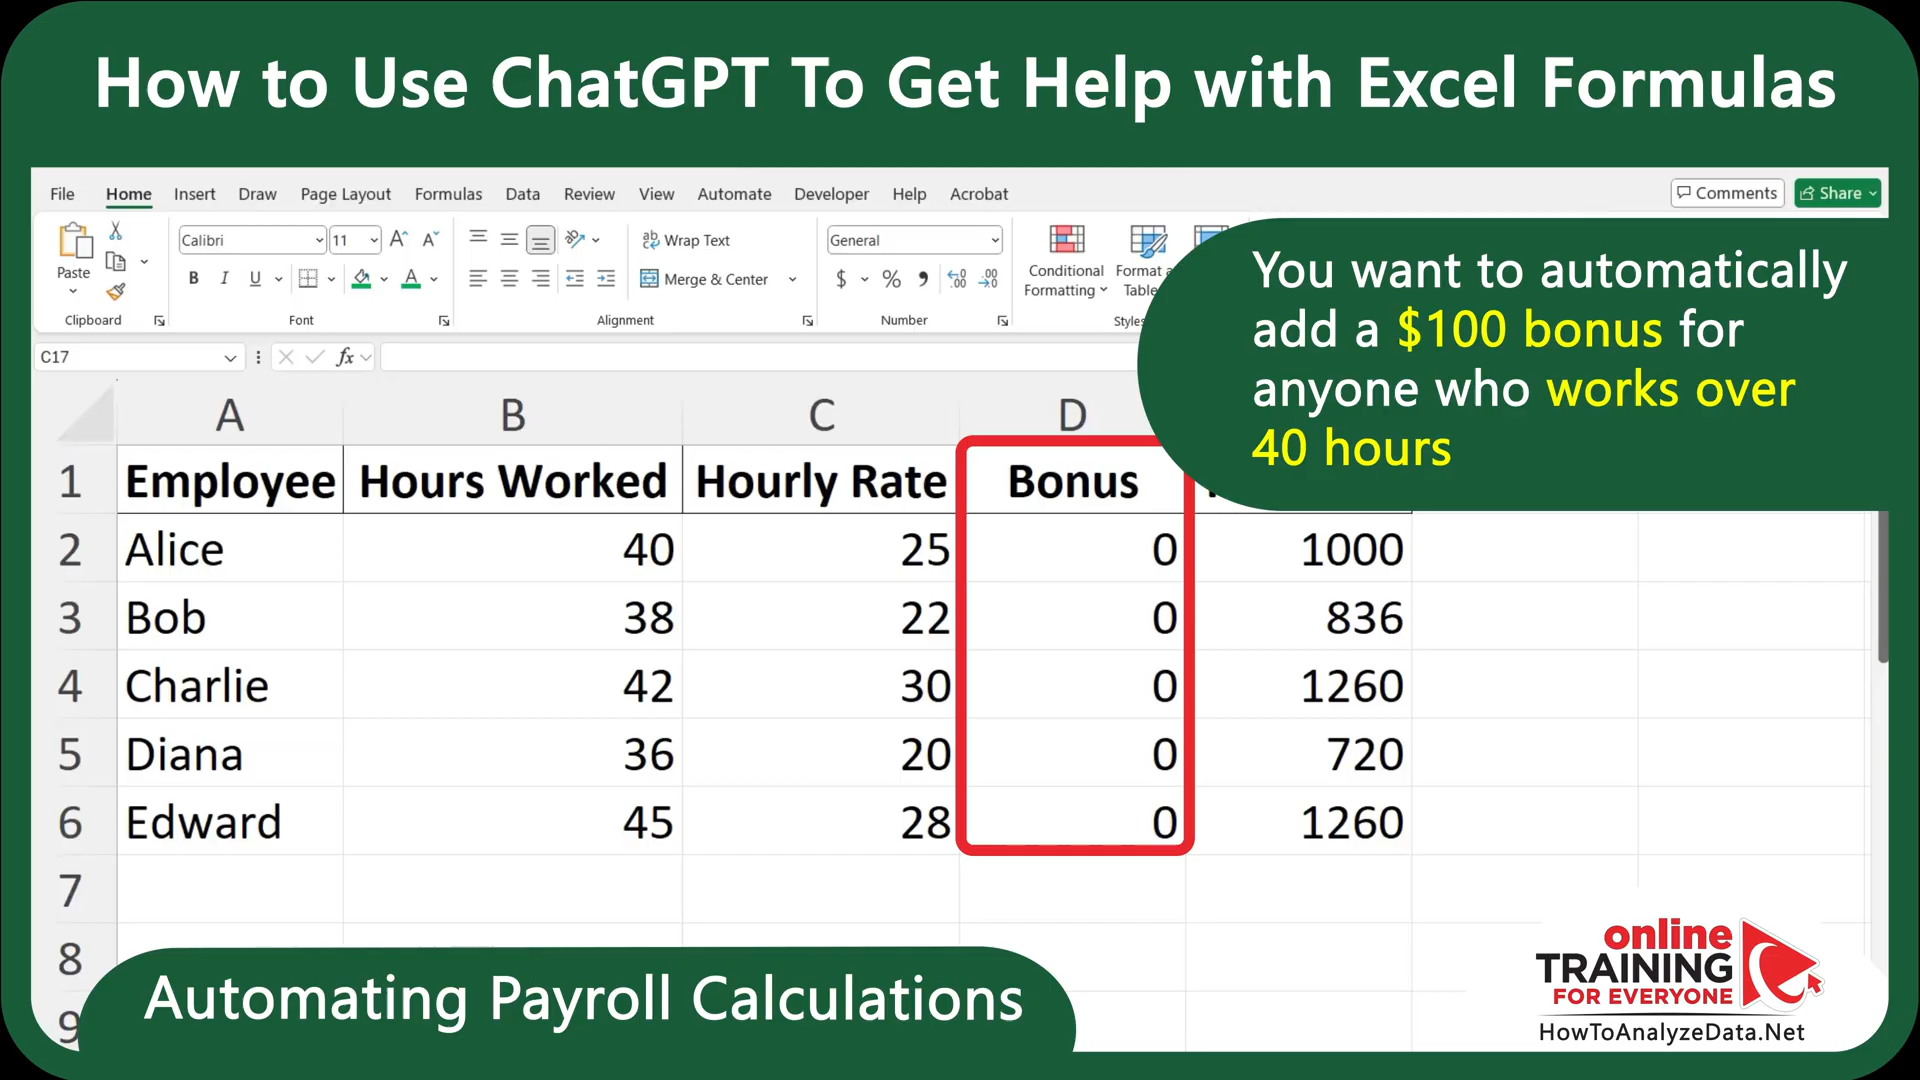 How to Use ChatGPT To Get Help with Excel Formulas
File Home Insert Draw Page Layout Formulas Data Review View Automate Developer Help Acrobat Comments Share
Paste Calibri 11 Wrap Text General Conditional Formatting Format a Table
B I U Merge & Center $ %
Clipboard Font Alignment Number Styles
You want to automatically
add a $100 bonus for
anyone who works over
40 hours
C17 fx
A B C D
1 Employee Hours Worked Hourly Rate Bonus
2 Alice 40 25 0 1000
3 Bob 38 22 0 836
4 Charlie 42 30 0 1260
5 Diana 36 20 0 720
6 Edward 45 28 0 1260
7
8
9
Automating Payroll Calculations
online
TRAINING
FOR EVERYONE
HowToAnalyzeData.Net